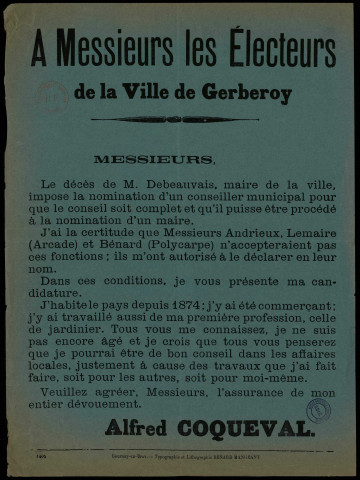 A Messieurs les Électeurs
de la Ville de Gerberoy
MESSIEURS,
Le décès de M. Debeauvais, maire de la ville,
impose la nomination d'un conseiller municipal pour
que le conseil soit complet et qu'il puisse être procédé
à la nomination d'un maire.
J'ai la certitude que Messieurs Andrieux, Lemaire
(Arcade) et Bénard (Polycarpe) n'accepteraient pas
ces fonctions ; ils m'ont autorisé à le déclarer en leur
nom.
Dans ces conditions, je vous présente ma can-
didature.
J'habite le pays depuis 1874 ; j'y ai été commerçant ;
j'y ai travaillé aussi de ma première profession, celle
de jardinier. Tous vous me connaissez, je ne suis
pas encore âgé et je crois que tous vous penserez
que je pourrai être de bon conseil dans les affaires
locales, justement à cause des travaux que j'ai fait
faire, soit pour les autres, soit pour moi-même.
Veuillez agréer, Messieurs, l'assurance de mon
entier dévouement.
Alfred COQUEVAL.
Typographie et Lithographie